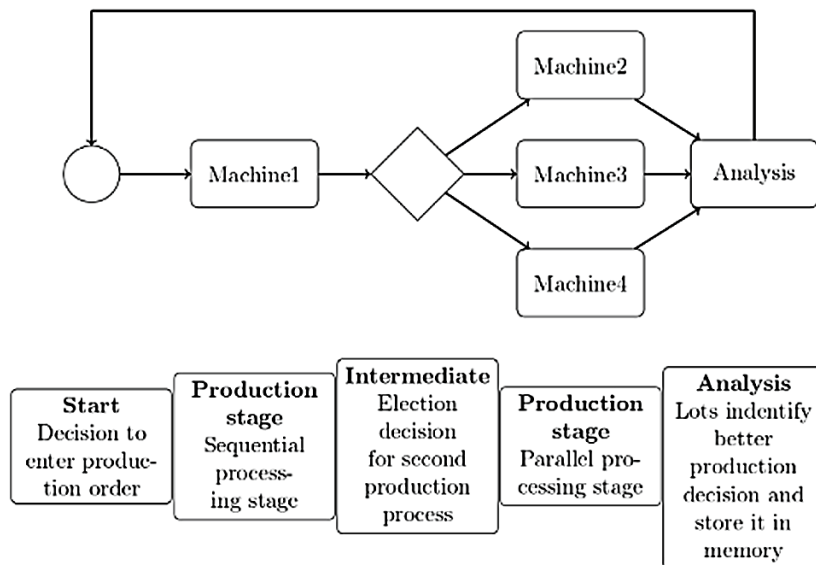 Machine2
Machine1
Machine3
Analysis
Machine4
Start
Decision to
enter produc-
tion order
Production
stage
Sequential
process-
ing stage
Intermediate
Election
decision
for second
production
process
Production
stage
Parallel pro-
cessing stage
Analysis
Lots indentify
better
production
decision and
store it in
memory